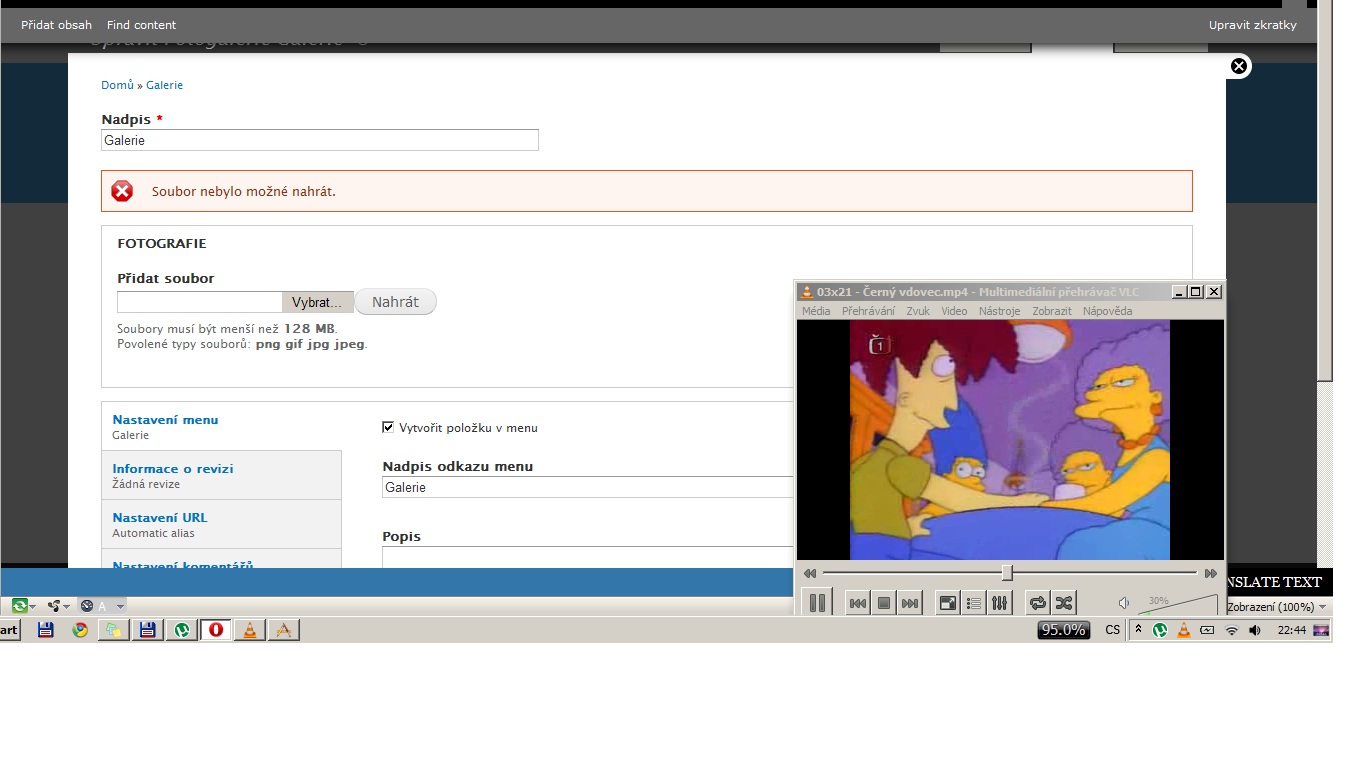 Přidat obsah Find content Upravit zkratky
Domů » Galerie
Nadpis *
Galerie
Soubor nebylo možné nahrát.
FOTOGRAFIE
Přidat soubor
Vybrat... Nahrát
Soubory musí být menší než 128 MB.
Povolené typy souborů: png gif jpg jpeg.
03x21 - Černý vdovec.mp4 - Multimediální přehrávač VLC
Média Přehrávání Zvuk Video Nástroje Zobrazit Nápověda
1
Nastavení menu
Galerie
Vytvořit položku v menu
Informace o revizi
Žádná revize
Nadpis odkazu menu
Galerie
Nastavení URL
Automatic alias
Popis
Nastavení komentářů
NSLATE TEXT
30%
A
Zobrazení (100%)
art
95.0% CS 22:44